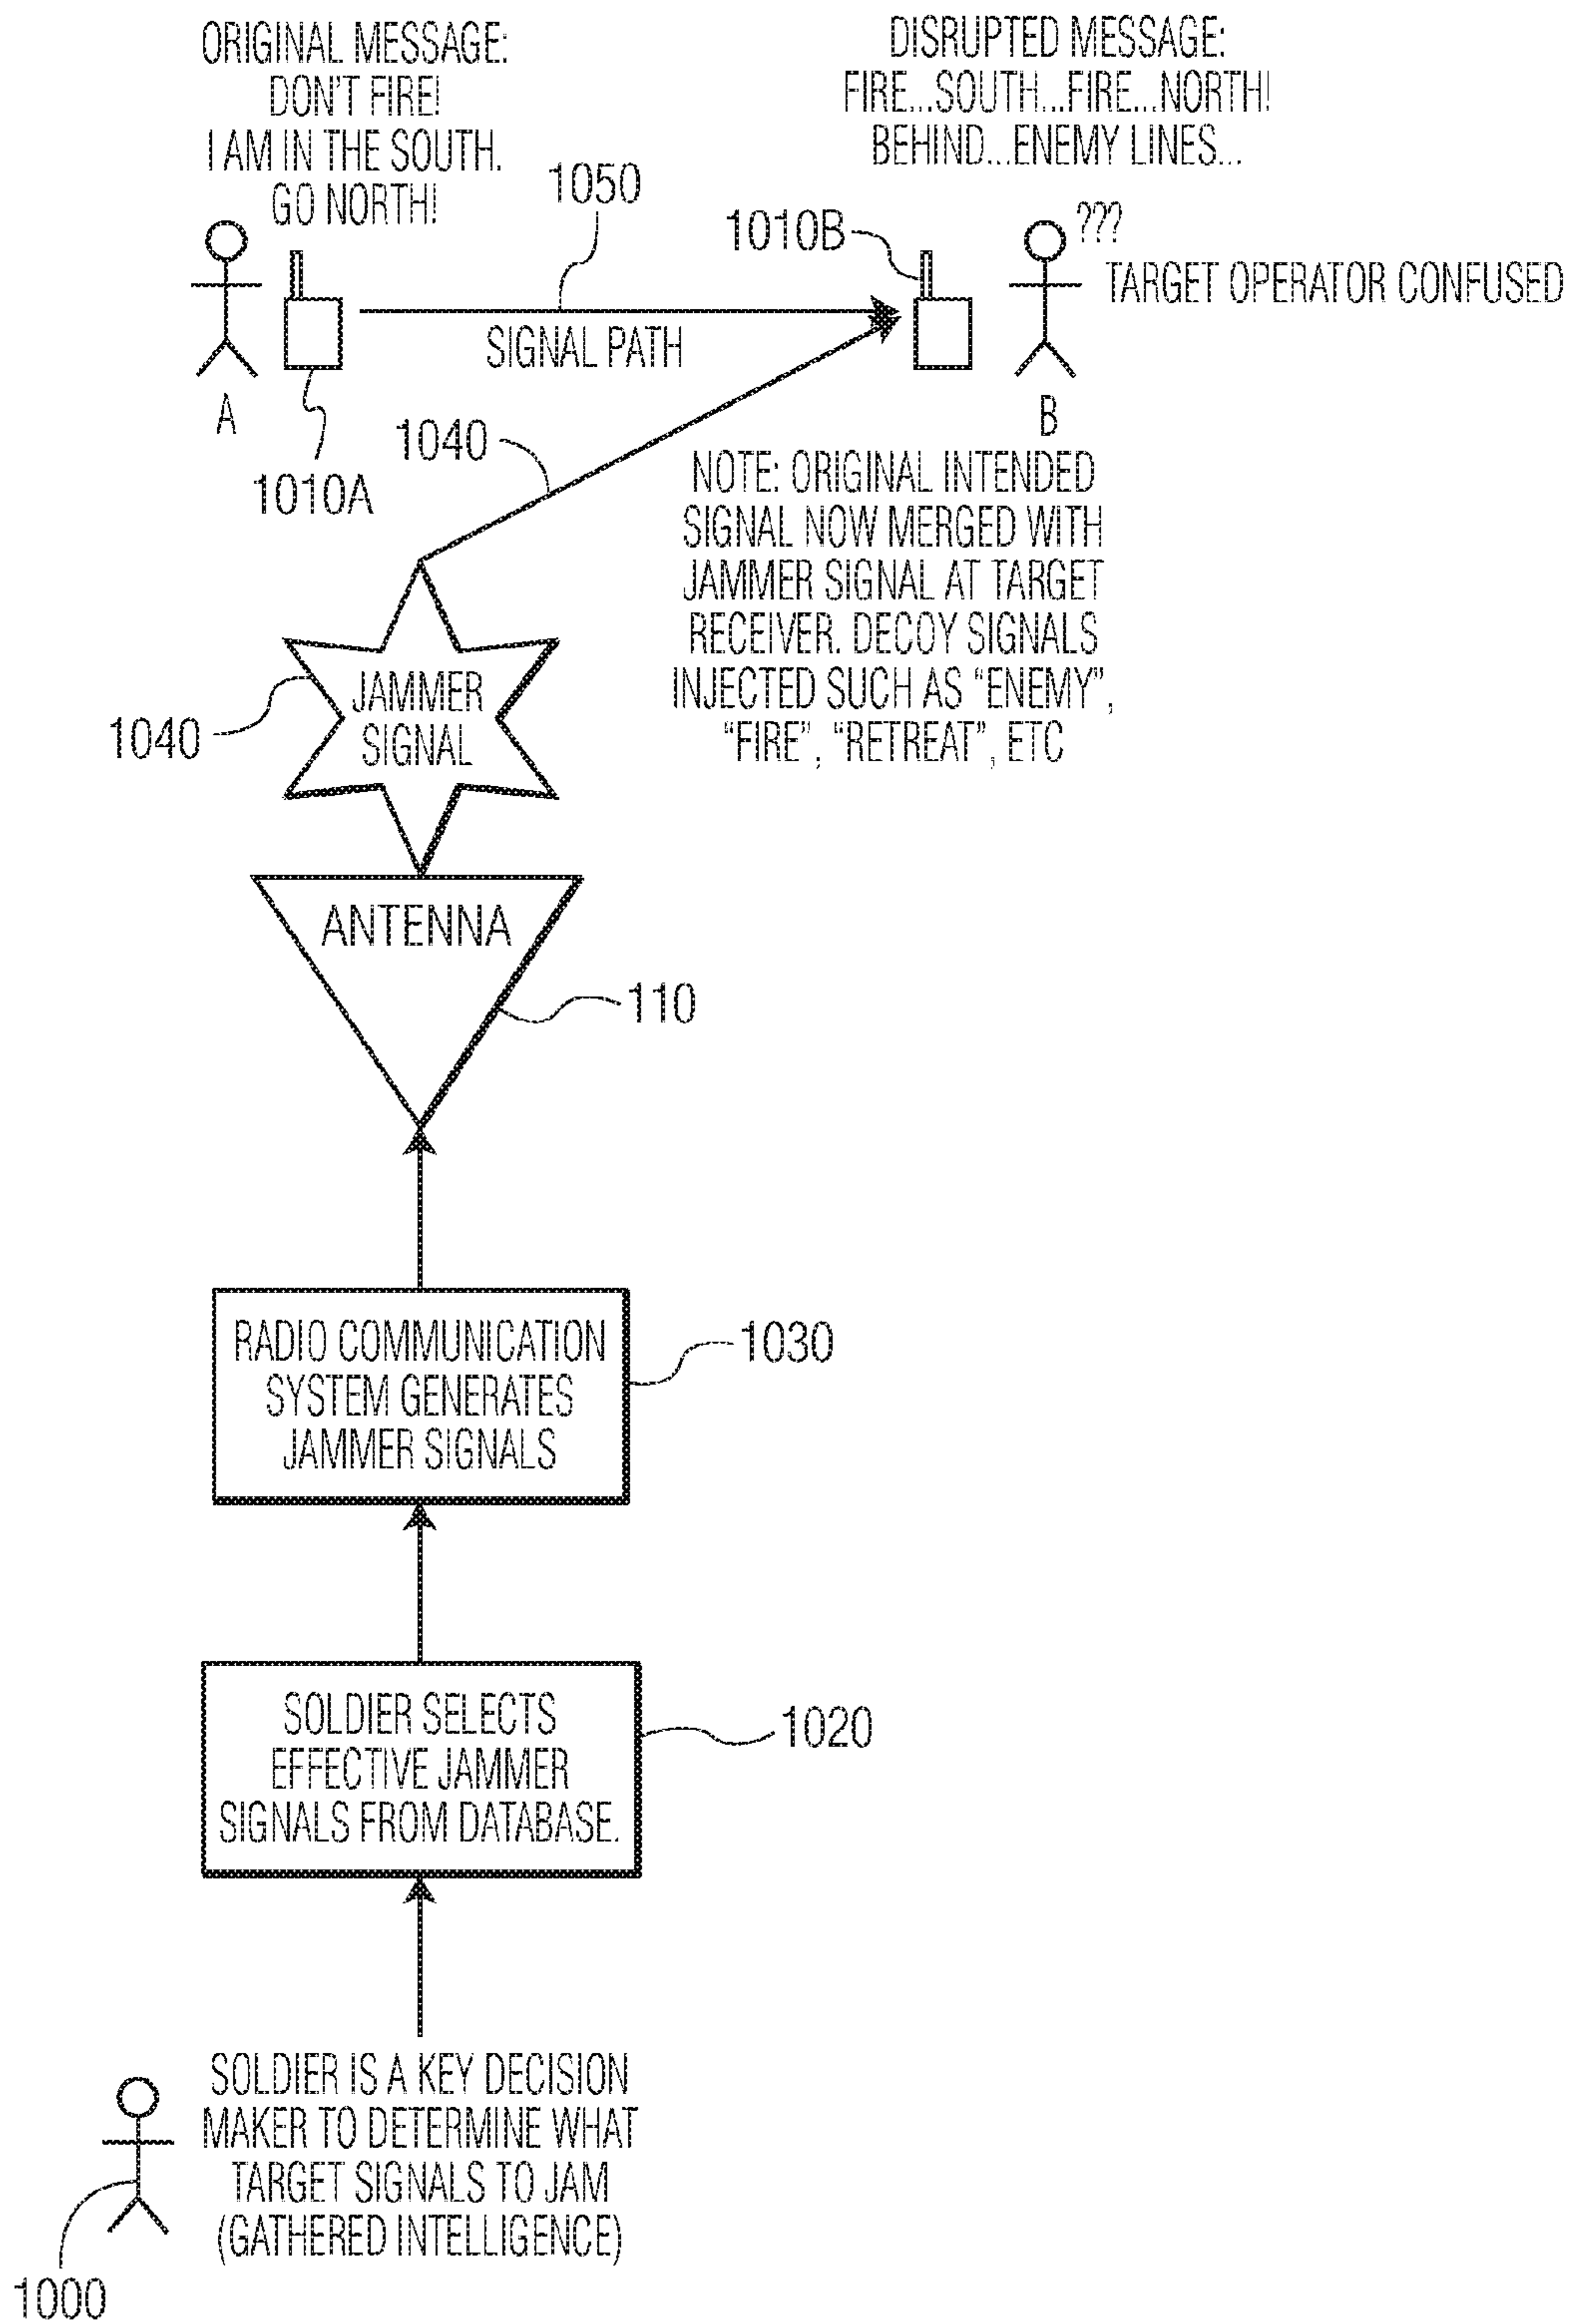 ORIGINAL MESSAGE:
DON'T FIRE!
I AM IN THE SOUTH.
GO NORTH!
DISRUPTED MESSAGE:
FIRE...SOUTH...FIRE...NORTH!
BEHIND...ENEMY LINES...
1050
1010B
???
TARGET OPERATOR CONFUSED
SIGNAL PATH
A
B
1010A
1040
NOTE: ORIGINAL INTENDED
SIGNAL NOW MERGED WITH
JAMMER SIGNAL AT TARGET
RECEIVER. DECOY SIGNALS
INJECTED SUCH AS “ENEMY”,
“FIRE”, “RETREAT”, ETC
JAMMER
SIGNAL
1040
ANTENNA
110
RADIO COMMUNICATION
SYSTEM GENERATES
JAMMER SIGNALS
1030
SOLDIER SELECTS
EFFECTIVE JAMMER
SIGNALS FROM DATABASE.
1020
SOLDIER IS A KEY DECISION
MAKER TO DETERMINE WHAT
TARGET SIGNALS TO JAM
(GATHERED INTELLIGENCE)
1000